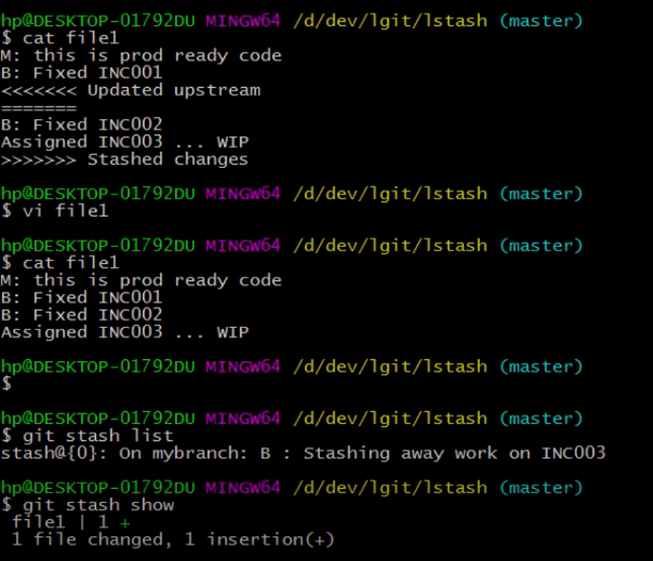 hp@DESKTOP-01792DU MINGW64 /d/dev/lgit/lstash (master)
$ cat file1
M: this is prod ready code
B: Fixed INC001
<<<<<<< Updated upstream
=======
B: Fixed INC002
Assigned INC003 ... WIP
>>>>>>> Stashed changes
hp@DESKTOP-01792DU MINGW64 /d/dev/lgit/lstash (master)
$ vi file1
hp@DESKTOP-01792DU MINGW64 /d/dev/lgit/lstash (master)
$ cat file1
M: this is prod ready code
B: Fixed INC001
B: Fixed INC002
Assigned INC003 ... WIP
hp@DESKTOP-01792DU MINGW64 /d/dev/lgit/lstash (master)
$
hp@DESKTOP-01792DU MINGW64 /d/dev/lgit/lstash (master)
$ git stash list
stash@{0}: On mybranch: B : Stashing away work on INC003
hp@DESKTOP-01792DU MINGW64 /d/dev/lgit/lstash (master)
$ git stash show
 file1 | 1 +
 1 file changed, 1 insertion(+)